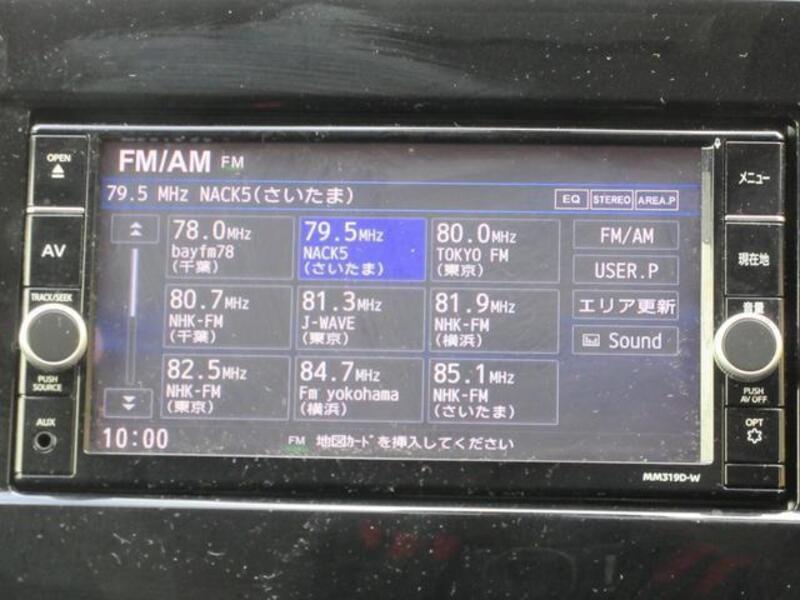 OPEN
AV
TRACK/SEEK
PUSH
SOURCE
AUX
FM/AM FM
79.5 MHz NACK5(さいたま)
EQ STEREO AREA.P
78.0MHz
bayfm78
(千葉)
79.5MHz
NACK5
(さいたま)
80.0MHz
TOKYO FM
(東京)
FM/AM
80.7MHz
NHK-FM
(千葉)
81.3MHz
J-WAVE
(東京)
81.9MHz
NHK-FM
(横浜)
USER.P
エリア更新
Sound
82.5MHz
NHK-FM
(東京)
84.7MHz
Fm yokohama
(横浜)
85.1MHz
NHK-FM
(さいたま)
10:00
FM 地図カードを挿入してください
メニュー
現在地
音量
PUSH
AV OFF
OPT
MM319D-W